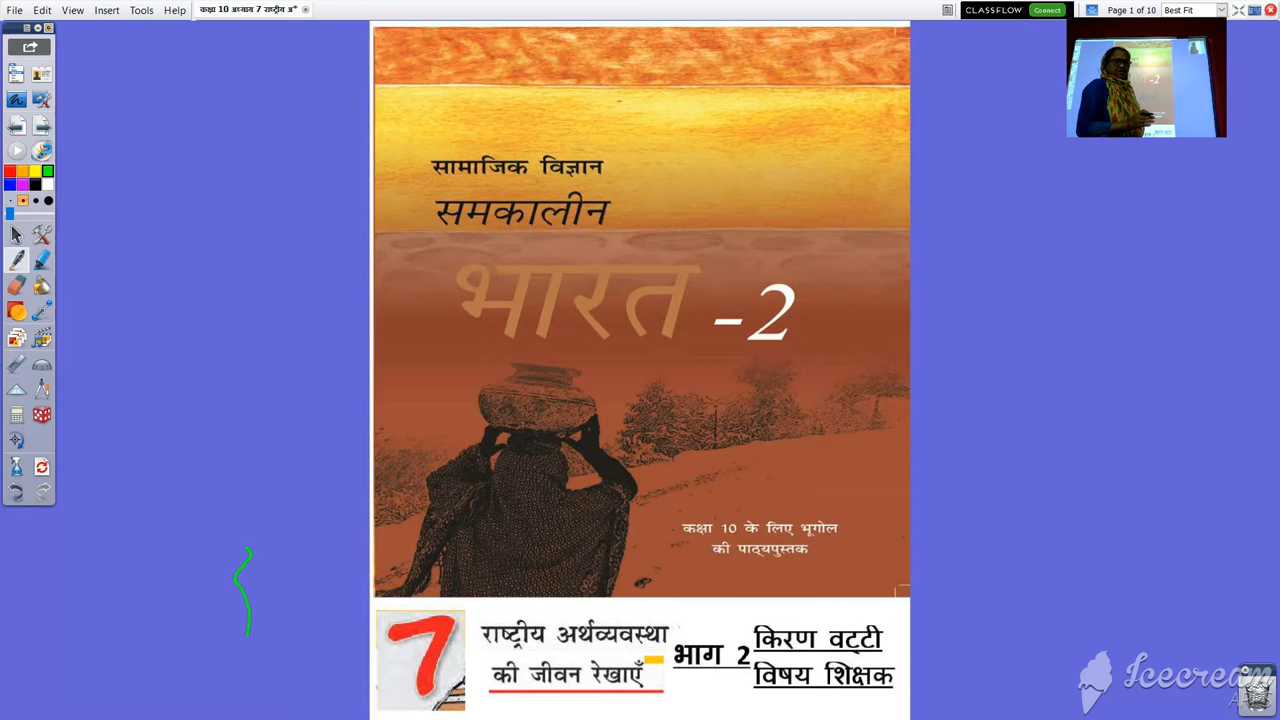 File Edit View Insert Tools Help
कक्षा 10 अध्याय 7 राष्ट्रीय अ*
CLASSFLOW Connect
Page 1 of 10 Best Fit
-2
सामाजिक विज्ञान
समकालीन
भारत -2
कक्षा 10 के लिए भूगोल
की पाठ्यपुस्तक
7
राष्ट्रीय अर्थव्यवस्था
की जीवन रेखाएँ
भाग 2
किरण वट्टी
विषय शिक्षक
Icecream